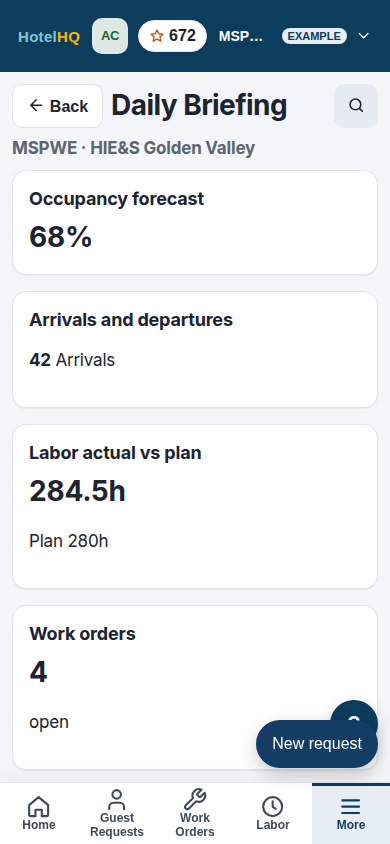 HotelHQ AC 672 MSP... EXAMPLE
Back Daily Briefing
MSPWE · HIE&S Golden Valley
Occupancy forecast
68%
Arrivals and departures
42 Arrivals
Labor actual vs plan
284.5h
Plan 280h
Work orders
4
open
New request
Home
Guest
Requests
Work
Orders
Labor
More